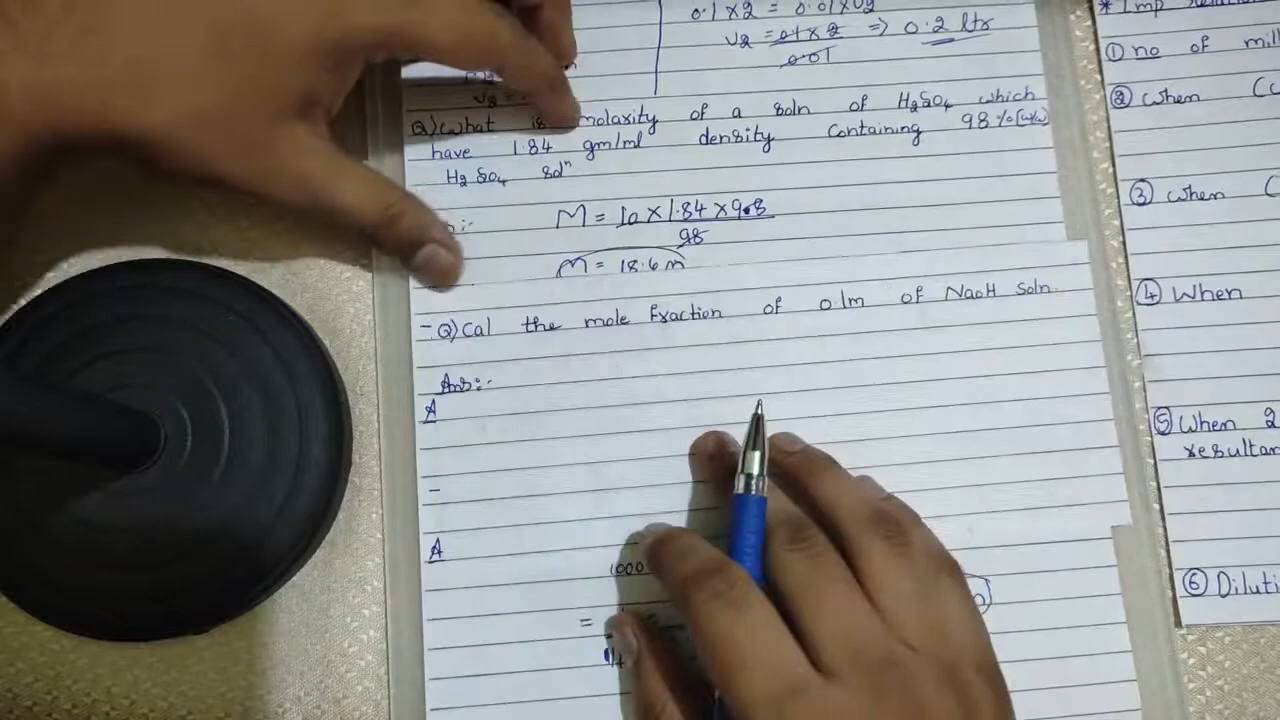 0.1 x 2 = 0.01 x V2
V2 = 0.1 x 2 => 0.2 ltr
0.01
V2 =
Q) What is molarity of a soln of H2SO4 which
have 1.84 gm/ml density containing 98% (w/w)
H2SO4 soln
M = 10 x 1.84 x 98
98
M = 18.6 m
- Q) Cal the mole fraction of 0.1m of NaOH soln.
Ans:-
A
-
A
1000
=
* Imp
① no of mill
② When (
③ when (
④ When
⑤ When 2
resultan
⑥ Diluti